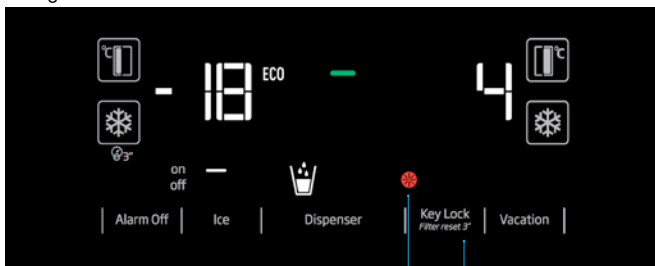 °C
- 18
ECO
4
°C
3"
on
off
Alarm Off
Ice
Dispenser
Key Lock
Filter reset 3"
Vacation